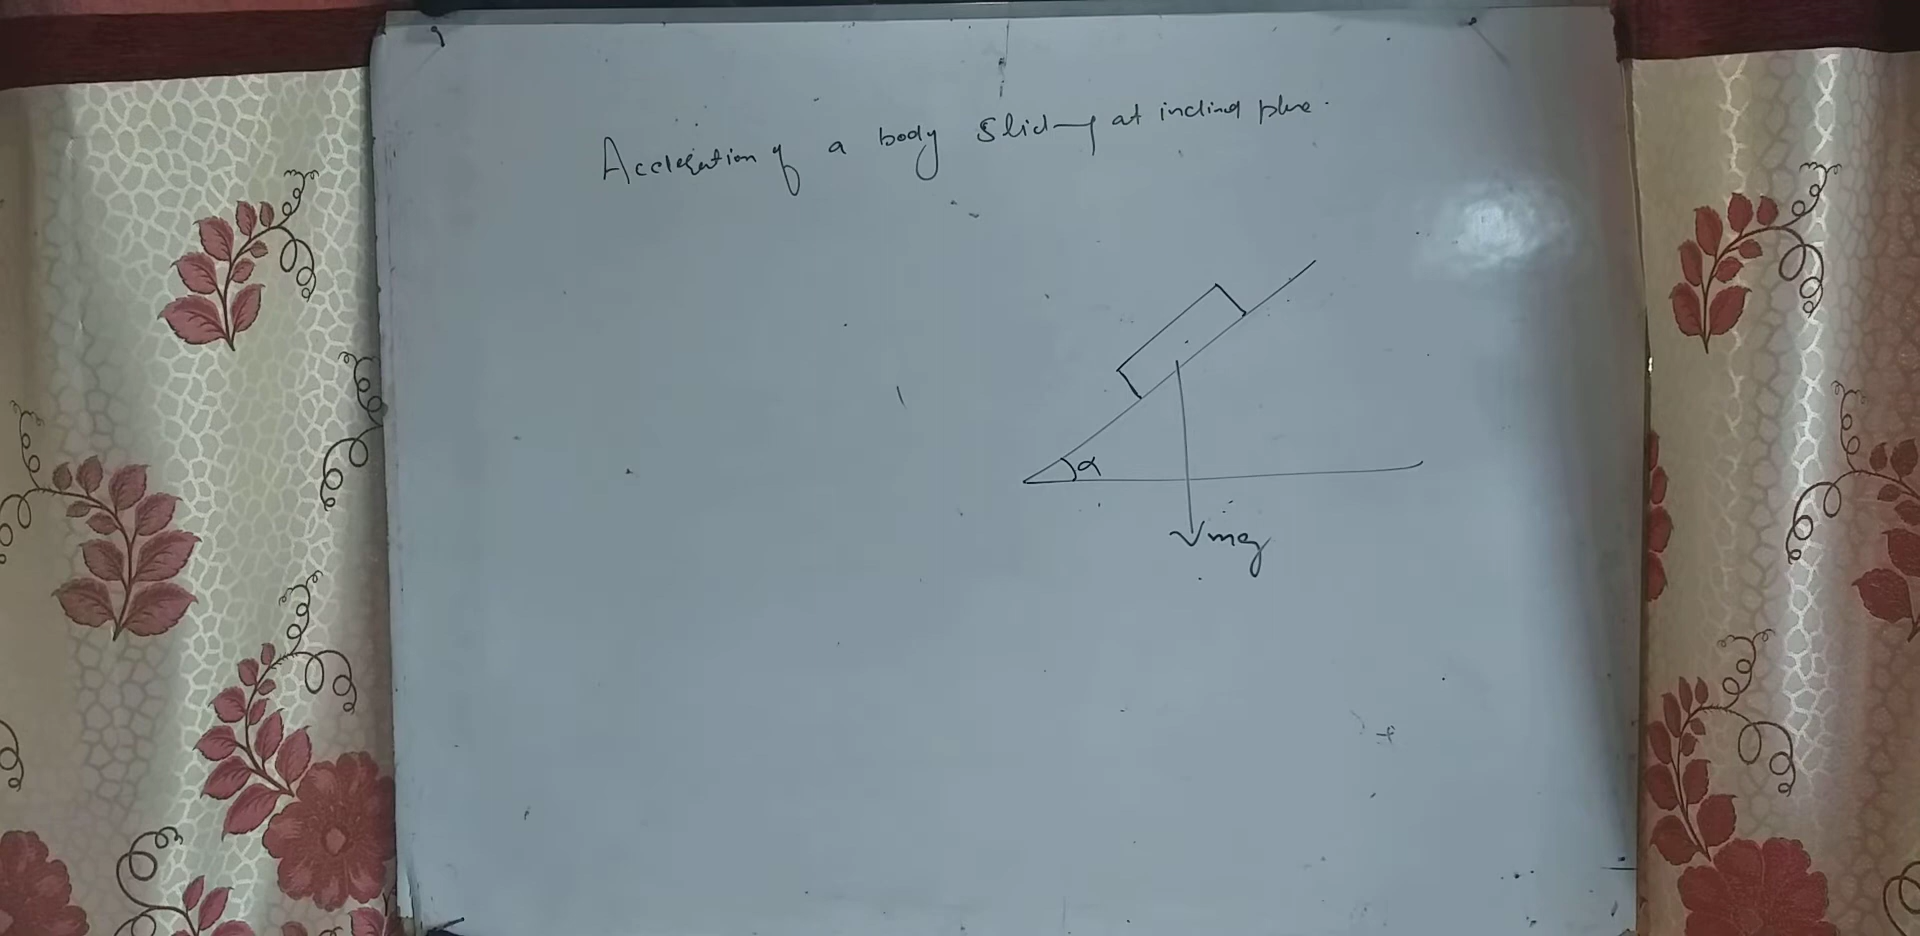 Acceleration of a body sliding at inclined plane.
α
mg